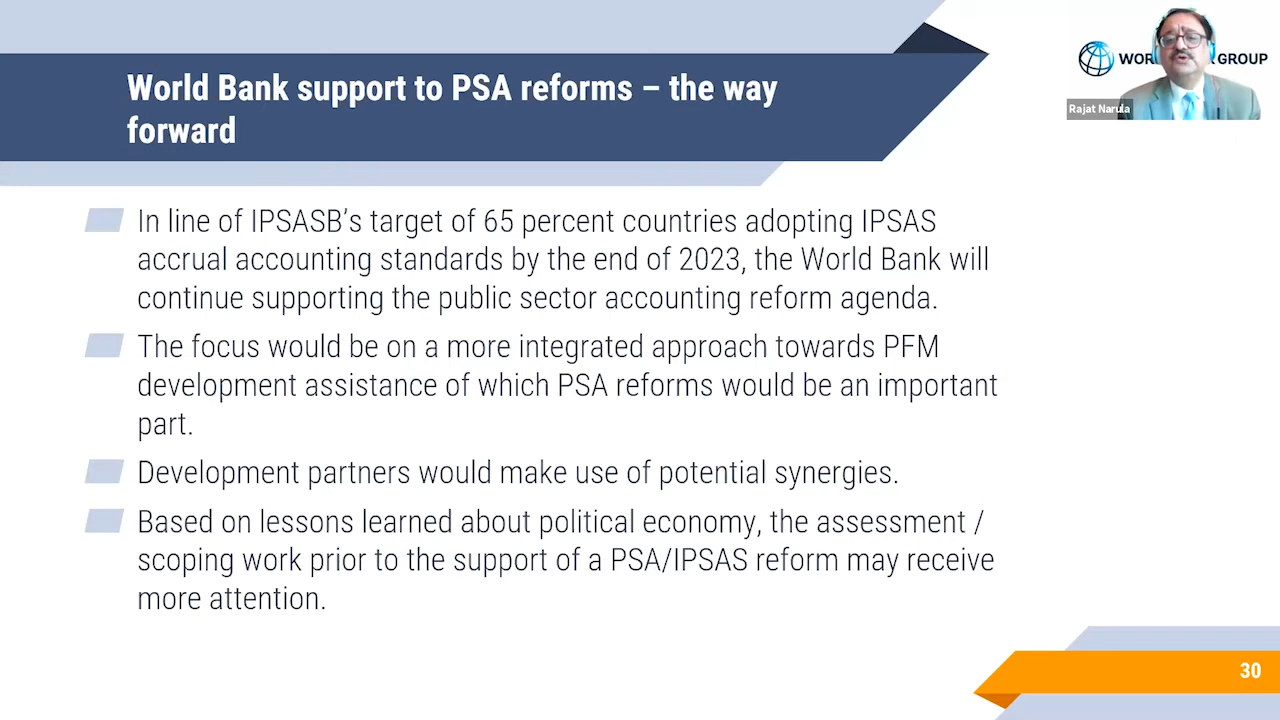 World Bank support to PSA reforms – the way
forward
WOR
GROUP
Rajat Narula
In line of IPSASB’s target of 65 percent countries adopting IPSAS
accrual accounting standards by the end of 2023, the World Bank will
continue supporting the public sector accounting reform agenda.
The focus would be on a more integrated approach towards PFM
development assistance of which PSA reforms would be an important
part.
Development partners would make use of potential synergies.
Based on lessons learned about political economy, the assessment /
scoping work prior to the support of a PSA/IPSAS reform may receive
more attention.
30